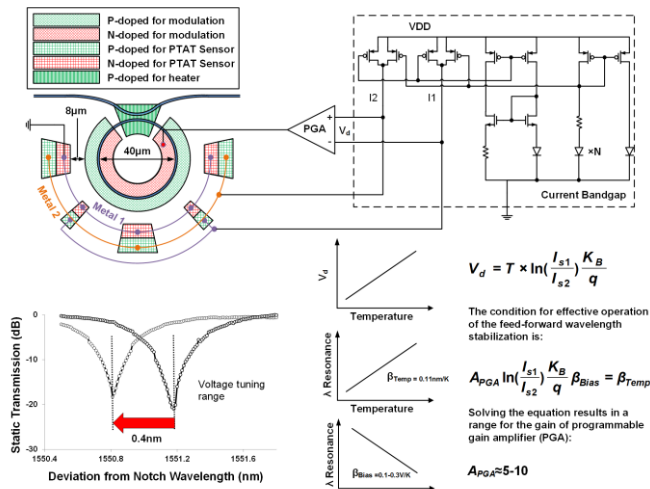 P-doped for modulation
N-doped for modulation
P-doped for PTAT Sensor
N-doped for PTAT Sensor
P-doped for heater
8μm
40μm
Metal 1
Metal 2
PGA
+
-
V_d
VDD
I2
I1
×N
Current Bandgap
V_d
Temperature
V_d = T × ln(I_s1/I_s2) K_B/q
The condition for effective operation
of the feed-forward wavelength
stabilization is:
λ Resonance
β_Temp = 0.11nm/K
Temperature
A_PGA ln(I_s1/I_s2) K_B/q β_Bias = β_Temp
Solving the equation results in a
range for the gain of programmable
gain amplifier (PGA):
λ Resonance
β_Bias=0.1-0.3V/K
Temperature
A_PGA≈5-10
Static Transmission (dB)
0
-10
-20
-30
Voltage tuning
range
0.4nm
1550.4 1550.8 1551.2 1551.6
Deviation from Notch Wavelength (nm)